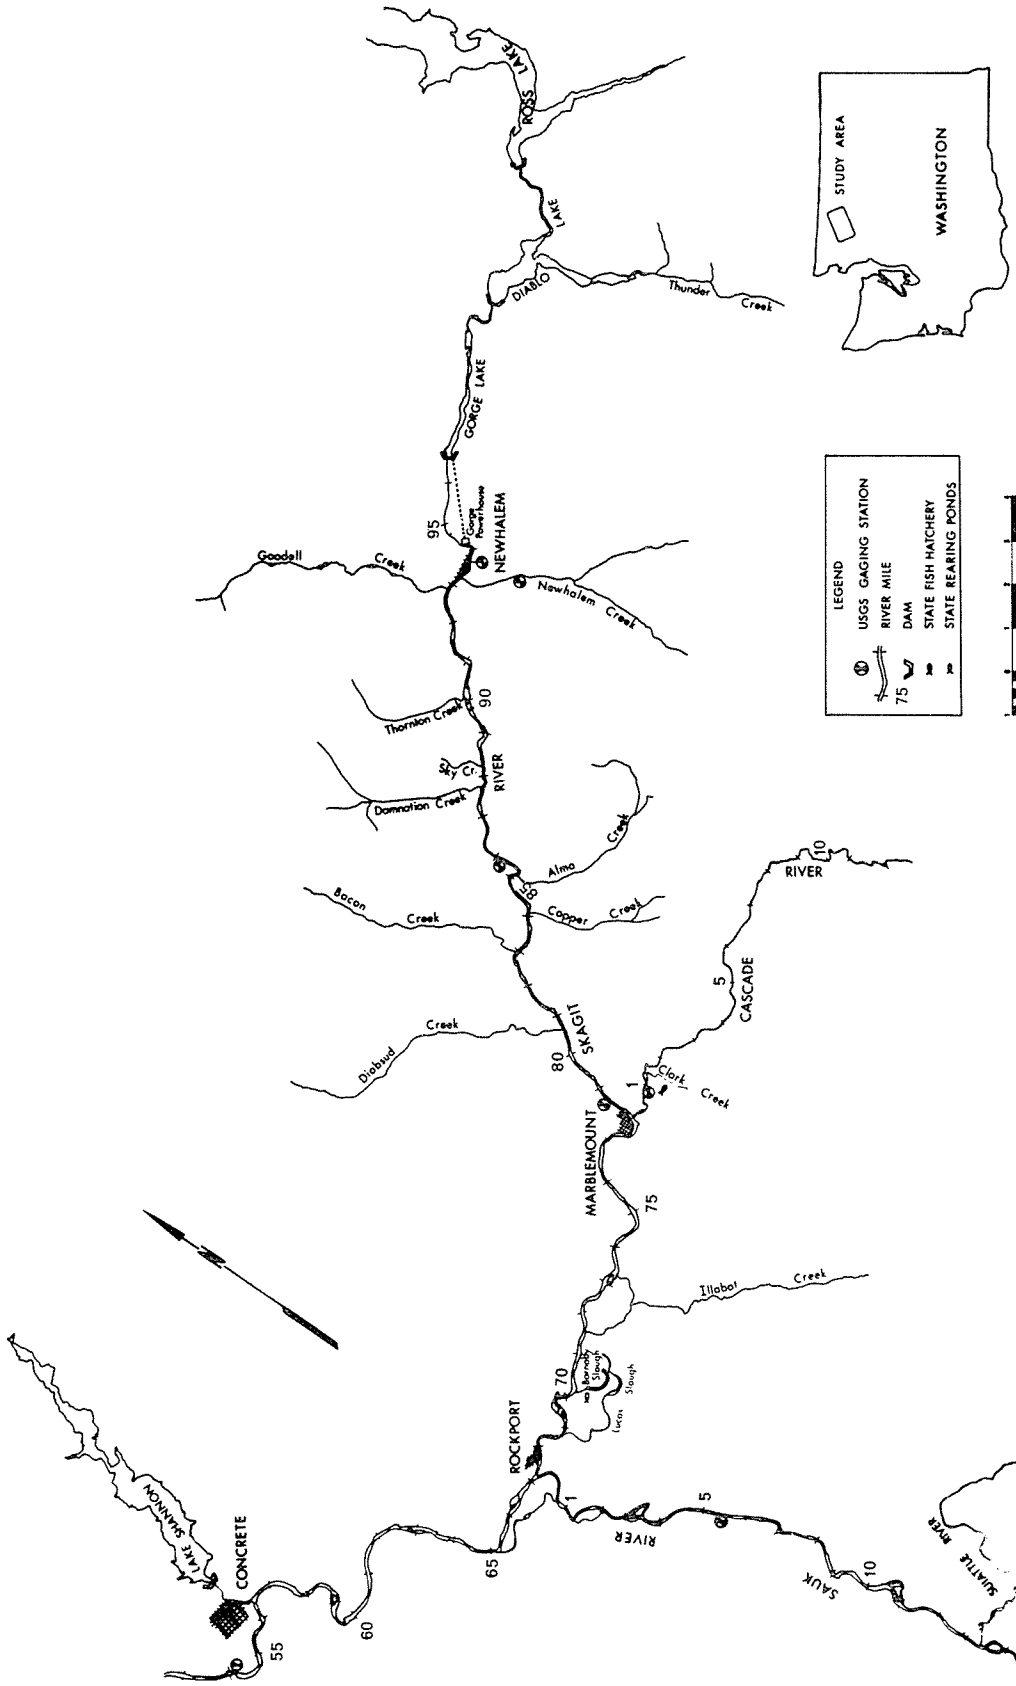 ROSS LAKE
DIABLO LAKE
Thunder Creek
GORGE LAKE
95
Gorge
Powerhouse
NEWHALEM
Goodell Creek
Newhalem Creek
Thornton Creek
90
Sky Cr.
RIVER
Damnation Creek
Alma Creek
85
Copper Creek
Bacon Creek
SKAGIT
Diobsud Creek
80
10
RIVER
5
CASCADE
1
Clark Creek
MARBLEMOUNT
75
Illabot Creek
N
70
Barnaby
Slough
Lucas Slough
ROCKPORT
LAKE SHANNON
CONCRETE
55
60
65
1
5
RIVER
SAUK
10
SUIATTLE RIVER
STUDY AREA
WASHINGTON
LEGEND
USGS GAGING STATION
75 RIVER MILE
DAM
STATE FISH HATCHERY
STATE REARING PONDS